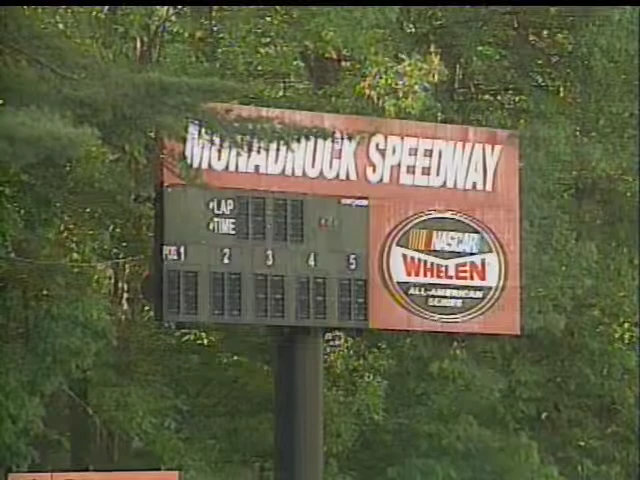 MONADNOCK SPEEDWAY
LAP
TIME
POS 1 2 3 4 5
NASCAR
WHELEN
ALL-AMERICAN
SERIES